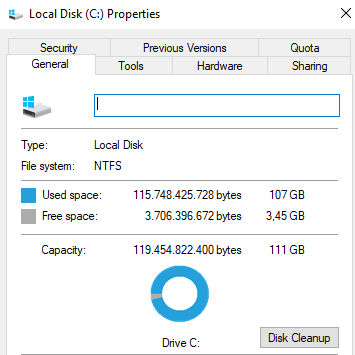 Local Disk (C:) Properties
Security Previous Versions Quota
General Tools Hardware Sharing
Type: Local Disk
File system: NTFS
Used space: 115.748.425.728 bytes 107 GB
Free space: 3.706.396.672 bytes 3,45 GB
Capacity: 119.454.822.400 bytes 111 GB
Drive C: Disk Cleanup